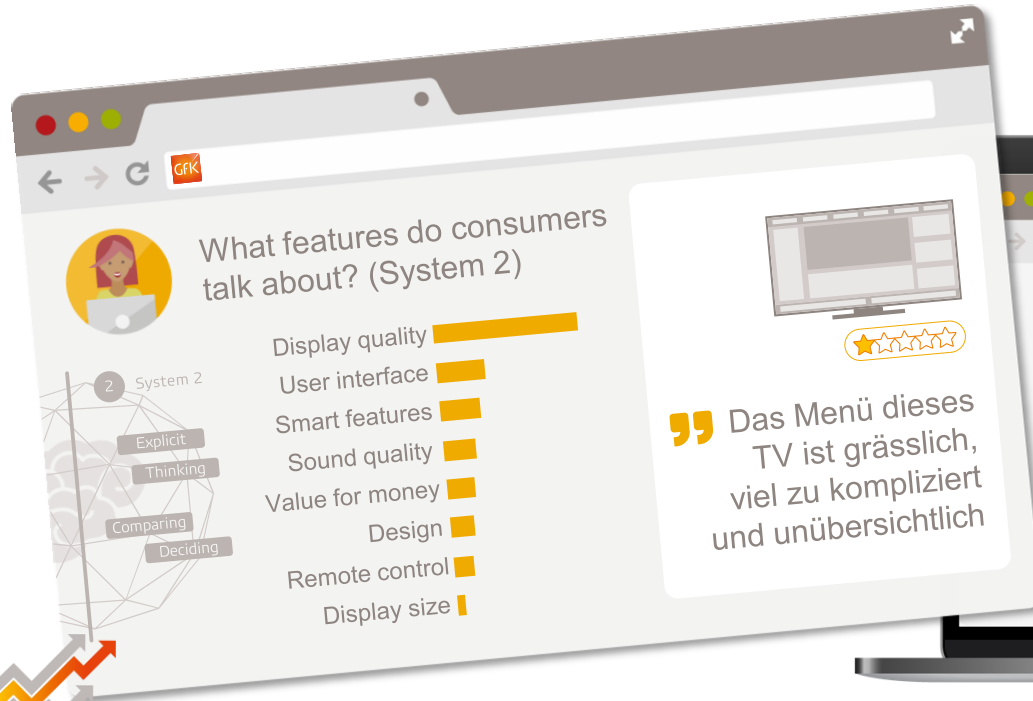 GfK
What features do consumers
talk about? (System 2)
2 System 2
Explicit
Thinking
Comparing
Deciding
Display quality
User interface
Smart features
Sound quality
Value for money
Design
Remote control
Display size
Das Menü dieses
TV ist grässlich,
viel zu kompliziert
und unübersichtlich